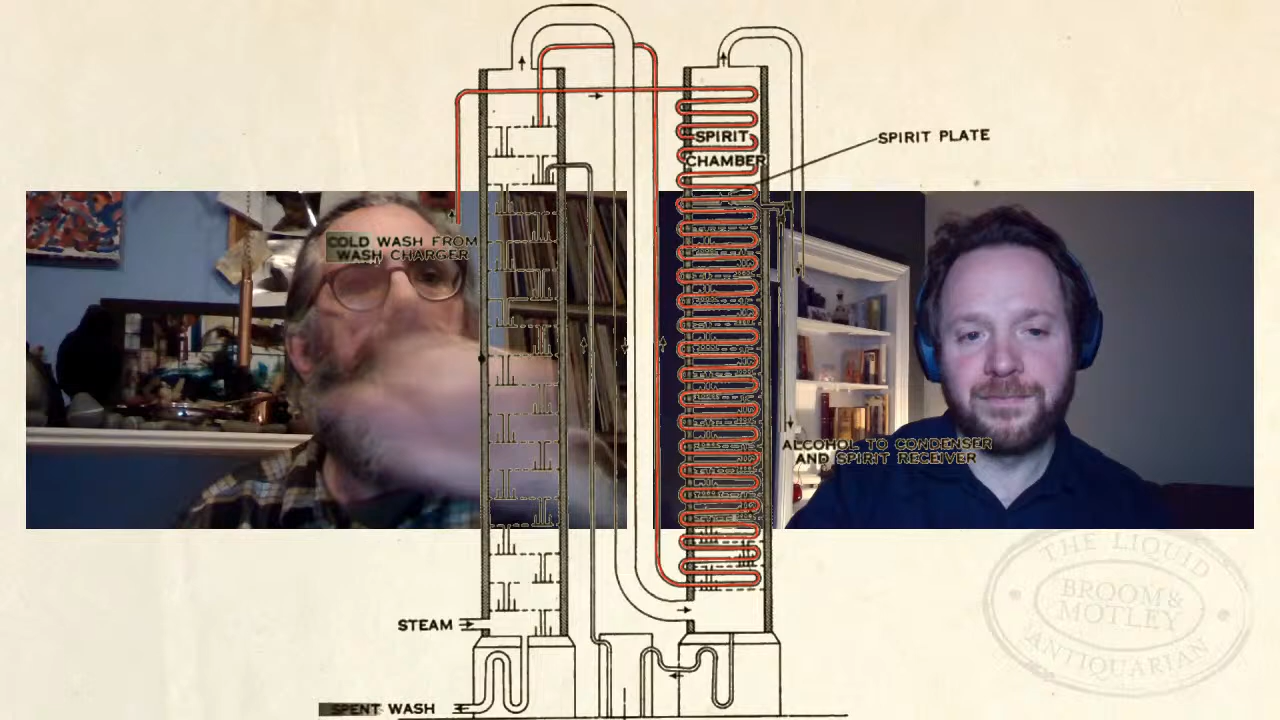 SPIRIT
CHAMBER
SPIRIT PLATE
COLD WASH FROM
WASH CHARGER
ALCOHOL TO CONDENSER
AND SPIRIT RECEIVER
STEAM
SPENT WASH
THE LIQUID
BROOM &
MOTLEY
ANTIQUARIAN